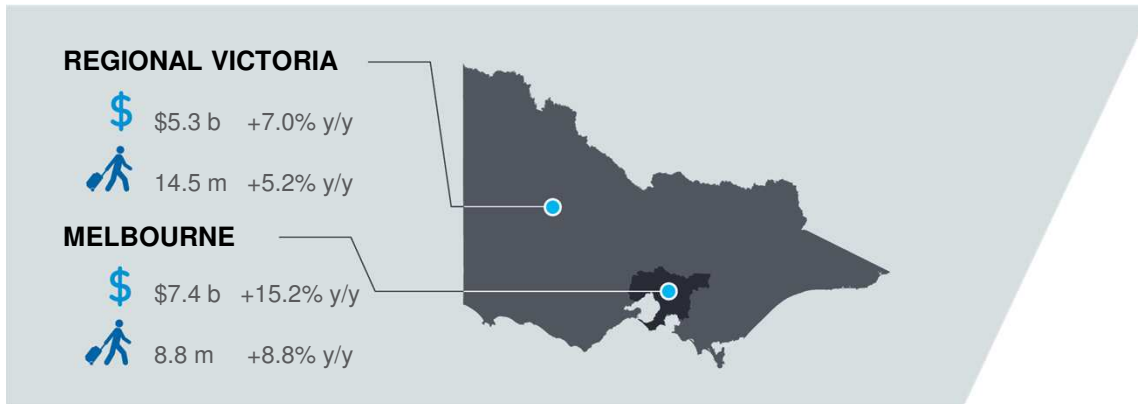 REGIONAL VICTORIA
$ $5.3 b +7.0% y/y
14.5 m +5.2% y/y
MELBOURNE
$ $7.4 b +15.2% y/y
8.8 m +8.8% y/y